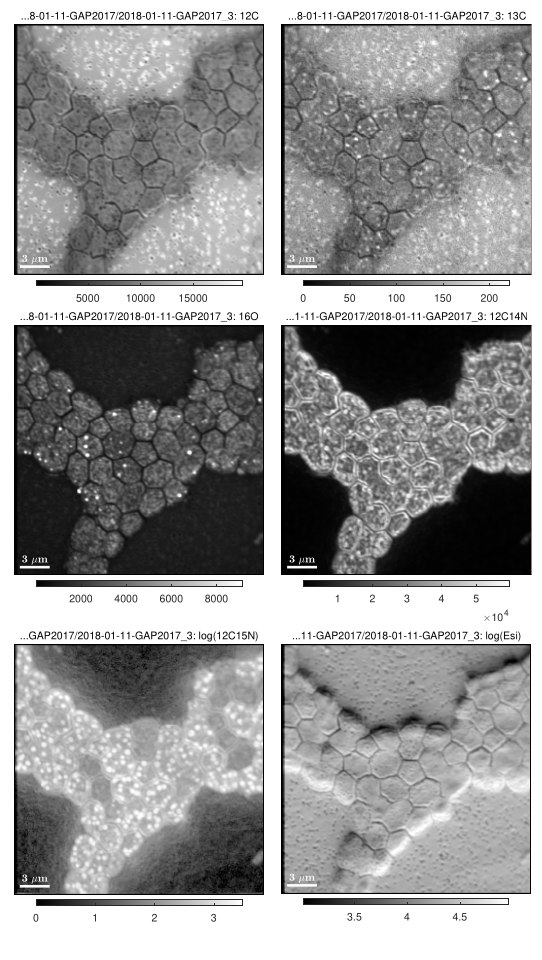 ...8-01-11-GAP2017/2018-01-11-GAP2017_3: 12C
...8-01-11-GAP2017/2018-01-11-GAP2017_3: 13C
3 μm
3 μm
5000 10000 15000
0 50 100 150 200
...8-01-11-GAP2017/2018-01-11-GAP2017_3: 16O
...1-11-GAP2017/2018-01-11-GAP2017_3: 12C14N
3 μm
3 μm
2000 4000 6000 8000
1 2 3 4 5
×10⁴
...GAP2017/2018-01-11-GAP2017_3: log(12C15N)
...11-GAP2017/2018-01-11-GAP2017_3: log(Esi)
3 μm
3 μm
0 1 2 3
3.5 4 4.5